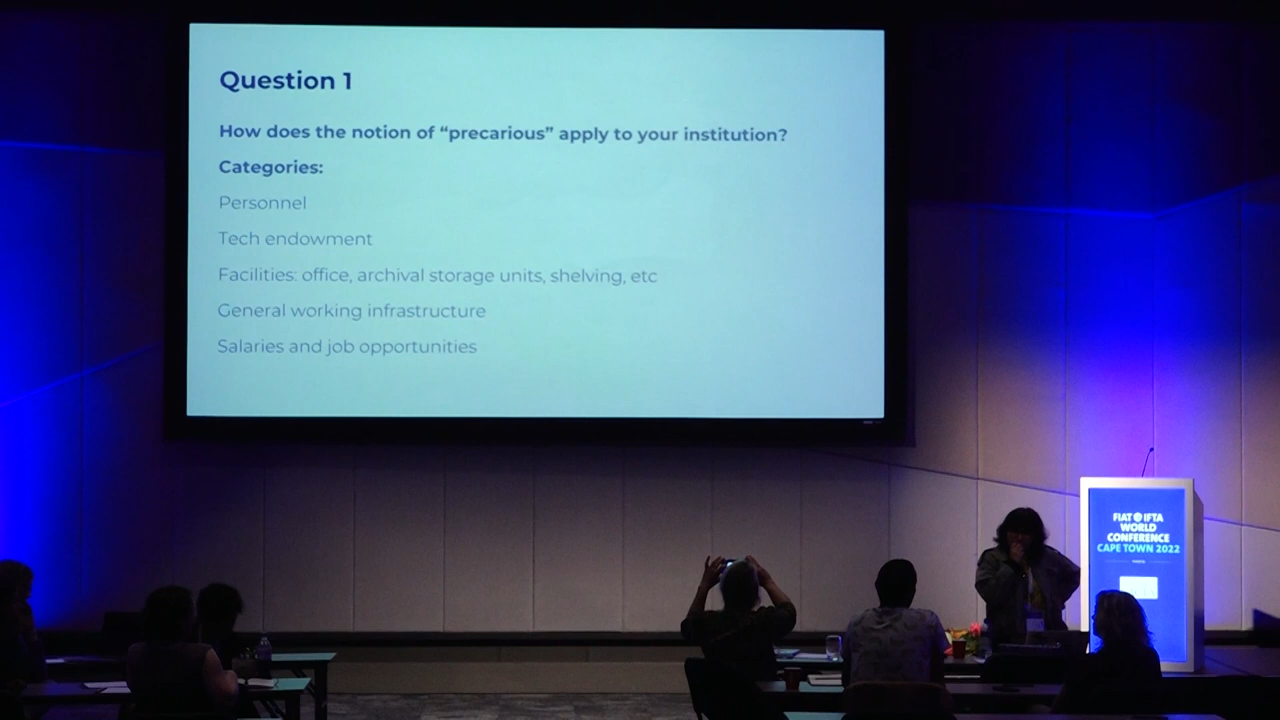 Question 1
How does the notion of “precarious” apply to your institution?
Categories:
Personnel
Tech endowment
Facilities: office, archival storage units, shelving, etc
General working infrastructure
Salaries and job opportunities
FIAT IFTA
WORLD
CONFERENCE
CAPE TOWN 2022